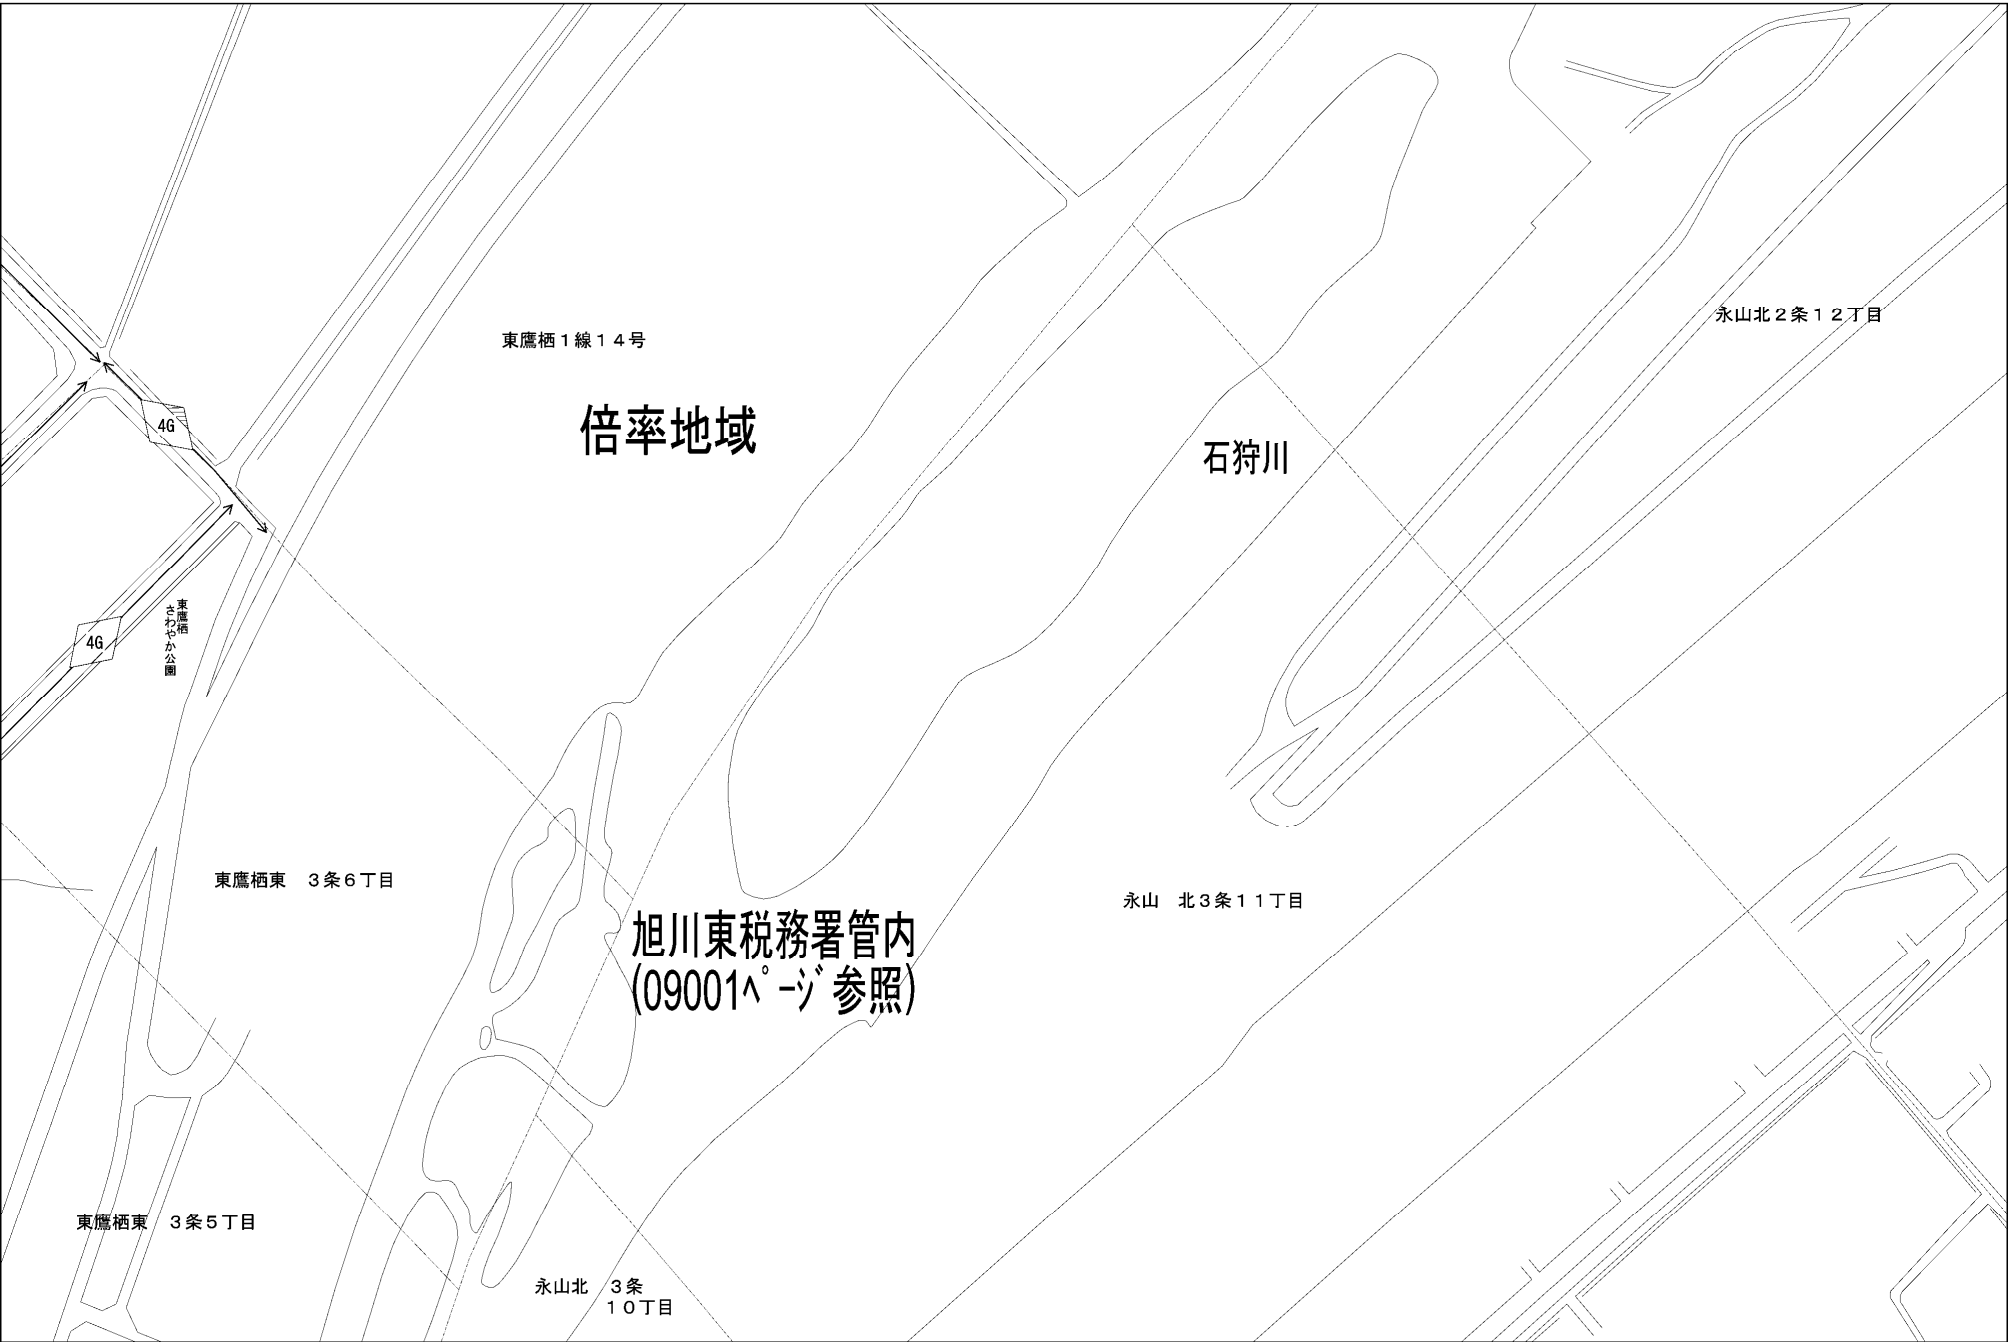 東鷹栖１線１４号
永山北２条１２丁目
倍率地域
4G
石狩川
東鷹栖
さわやか公園
4G
東鷹栖東　３条６丁目
永山　北３条１１丁目
旭川東税務署管内
(09001ﾍﾟｰｼﾞ参照)
東鷹栖東　３条５丁目
永山北　３条
１０丁目